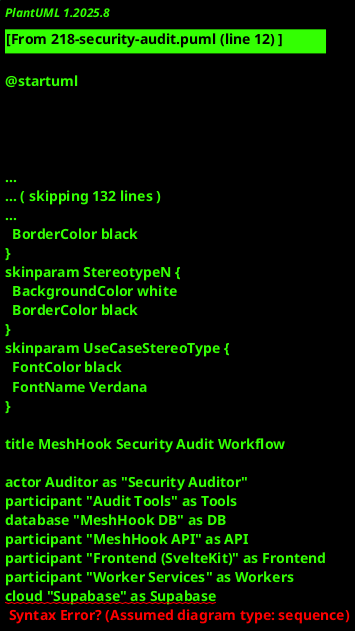 PlantUML 1.2025.8
[From 218-security-audit.puml (line 12) ]
@startuml
...
... ( skipping 132 lines )
...
BorderColor black
}
skinparam StereotypeN {
BackgroundColor white
BorderColor black
}
skinparam UseCaseStereoType {
FontColor black
FontName Verdana
}
title MeshHook Security Audit Workflow
actor Auditor as "Security Auditor"
participant "Audit Tools" as Tools
database "MeshHook DB" as DB
participant "MeshHook API" as API
participant "Frontend (SvelteKit)" as Frontend
participant "Worker Services" as Workers
cloud "Supabase" as Supabase
Syntax Error? (Assumed diagram type: sequence)